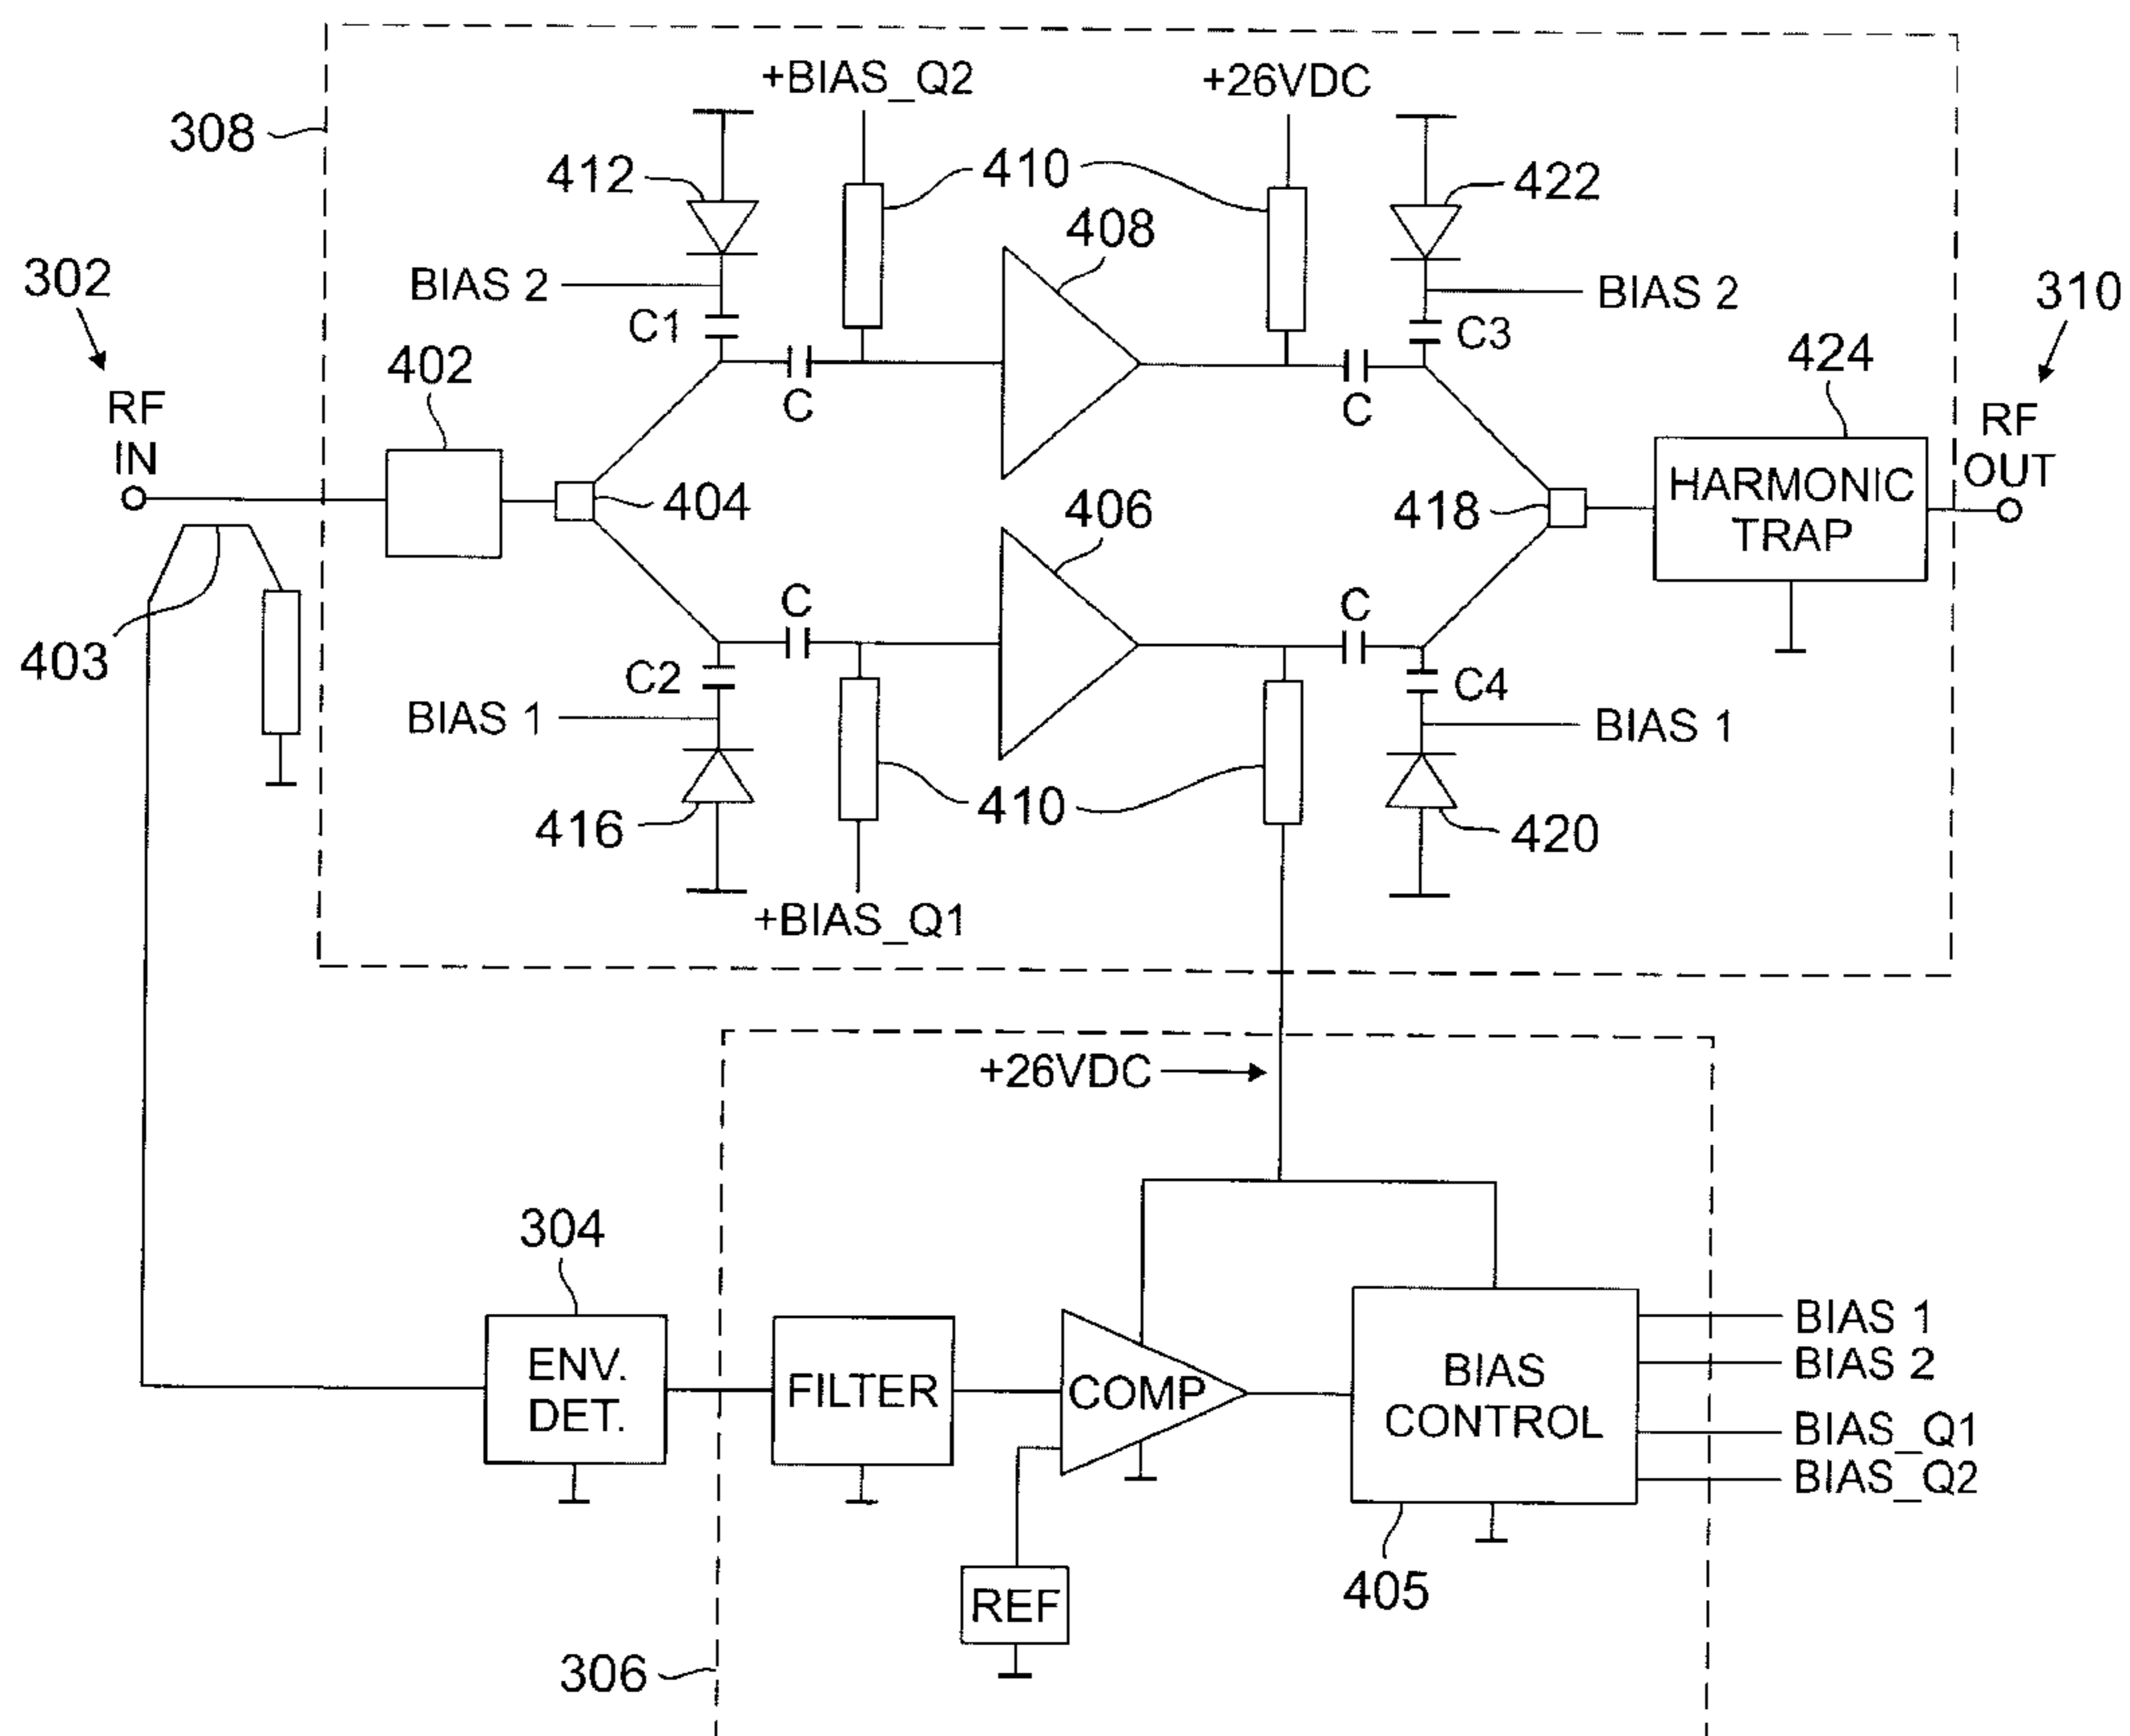 +BIAS_Q2
+26VDC
308
412
410
422
408
302
BIAS 2
BIAS 2
310
C1
C3
402
424
RF
IN
C
C
RF
OUT
404
406
418
HARMONIC
TRAP
403
C
C
C2
C4
BIAS 1
BIAS 1
416
410
420
+BIAS_Q1
+26VDC
304
ENV.
DET.
FILTER
COMP
BIAS
CONTROL
BIAS 1
BIAS 2
BIAS_Q1
BIAS_Q2
REF
405
306